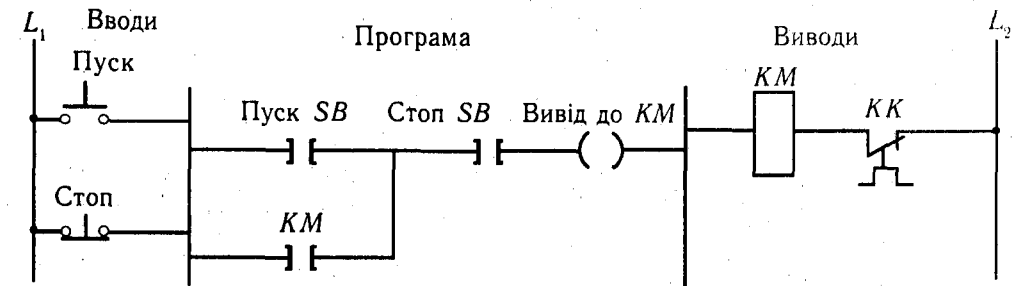 L₁ Вводи Програма Виводи L₂
Пуск KM KK
Пуск SB Стоп SB Вивід до KM
Стоп
KM